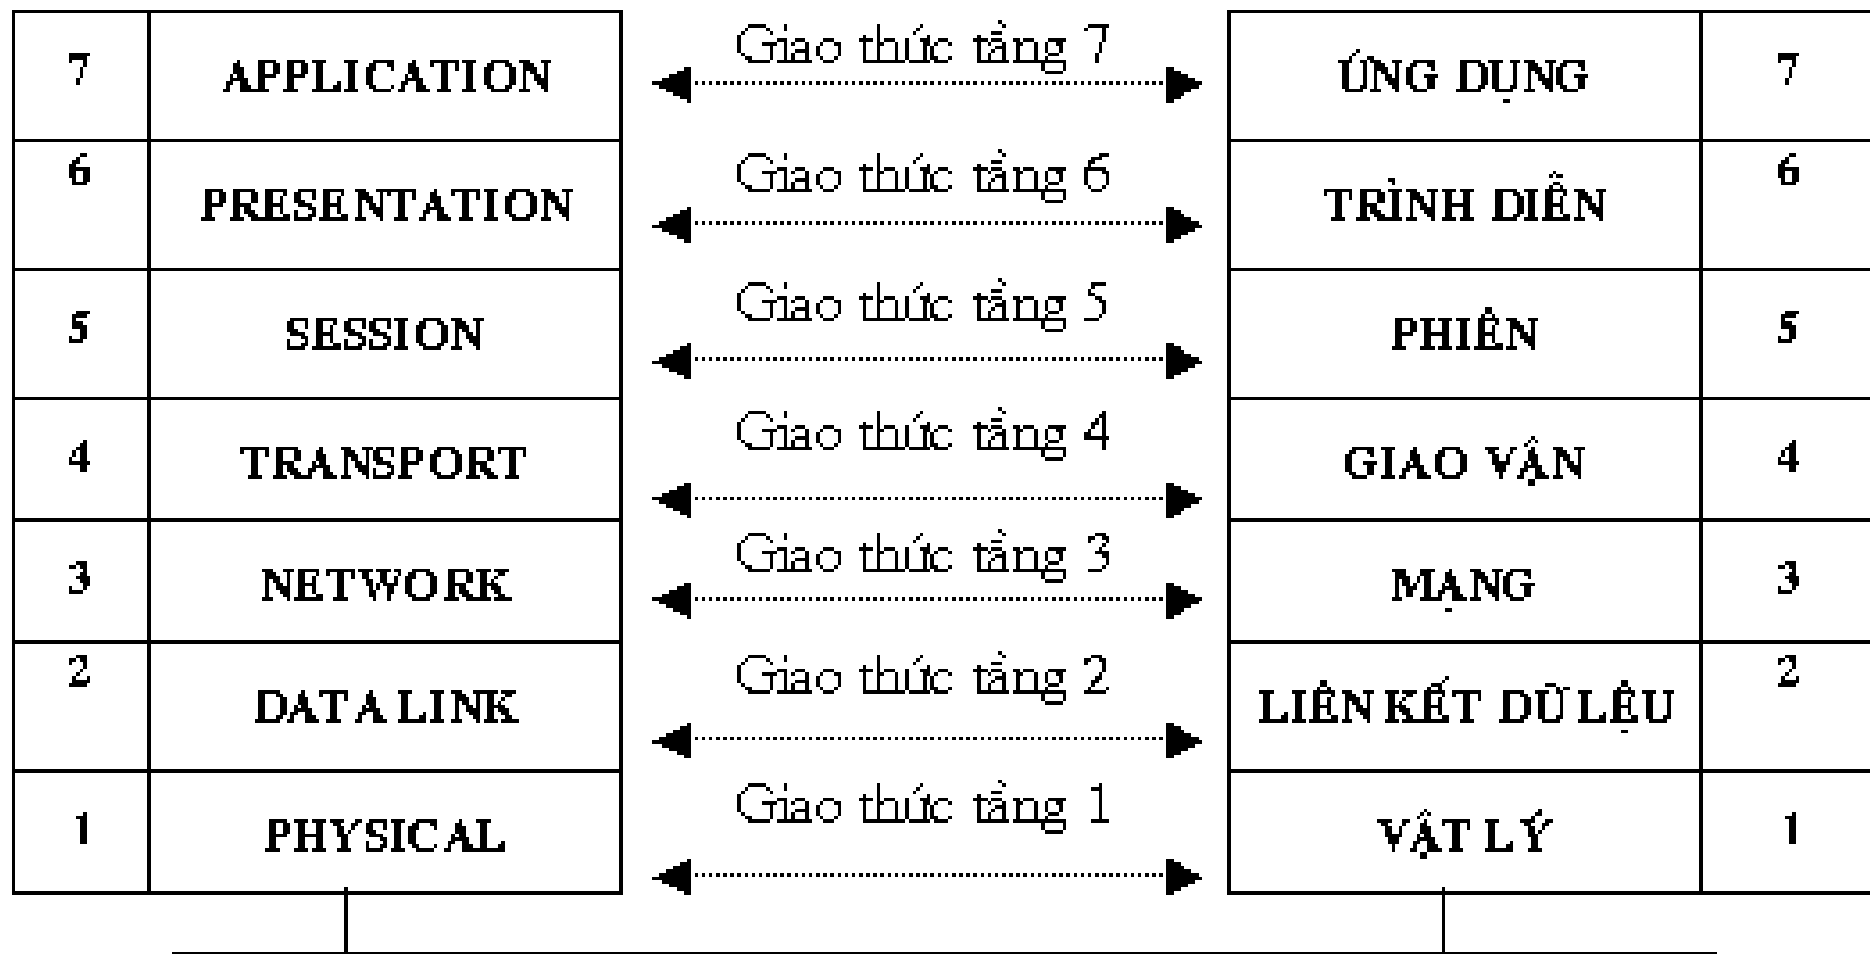 7 APPLICATION Giao thức tầng 7 ỨNG DỤNG 7
6 PRESENTATION Giao thức tầng 6 TRÌNH DIỄN 6
5 SESSION Giao thức tầng 5 PHIÊN 5
4 TRANSPORT Giao thức tầng 4 GIAO VẬN 4
3 NETWORK Giao thức tầng 3 MẠNG 3
2 DATA LINK Giao thức tầng 2 LIÊN KẾT DỮ LỆU 2
1 PHYSICAL Giao thức tầng 1 VẬT LÝ 1